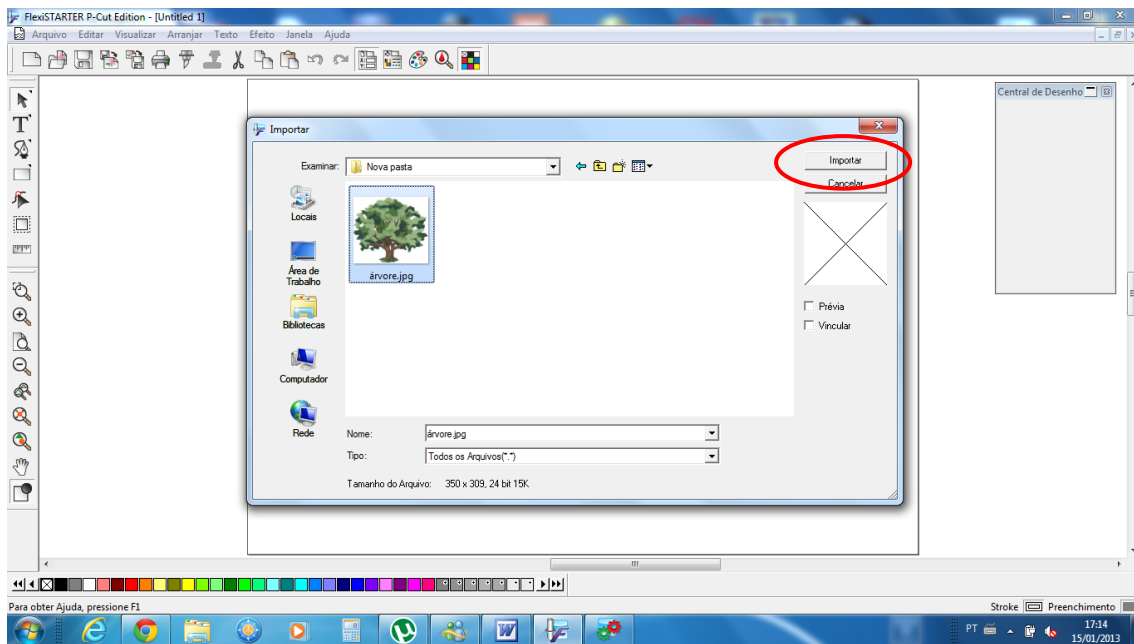 FlexiSTARTER P-Cut Edition - [Untitled 1]
Arquivo Editar Visualizar Arranjar Texto Efeito Janela Ajuda
Central de Desenho
Importar
Examinar: Nova pasta
Importar
Cancelar
Locais
Área de
Trabalho
Bibliotecas
Computador
Rede
árvore.jpg
Prévia
Vincular
Nome: árvore.jpg
Tipo: Todos os Arquivos(*.*)
Tamanho do Arquivo: 350 x 309, 24 bit 15K
Para obter Ajuda, pressione F1
Stroke Preenchimento
PT
17:14
15/01/2013